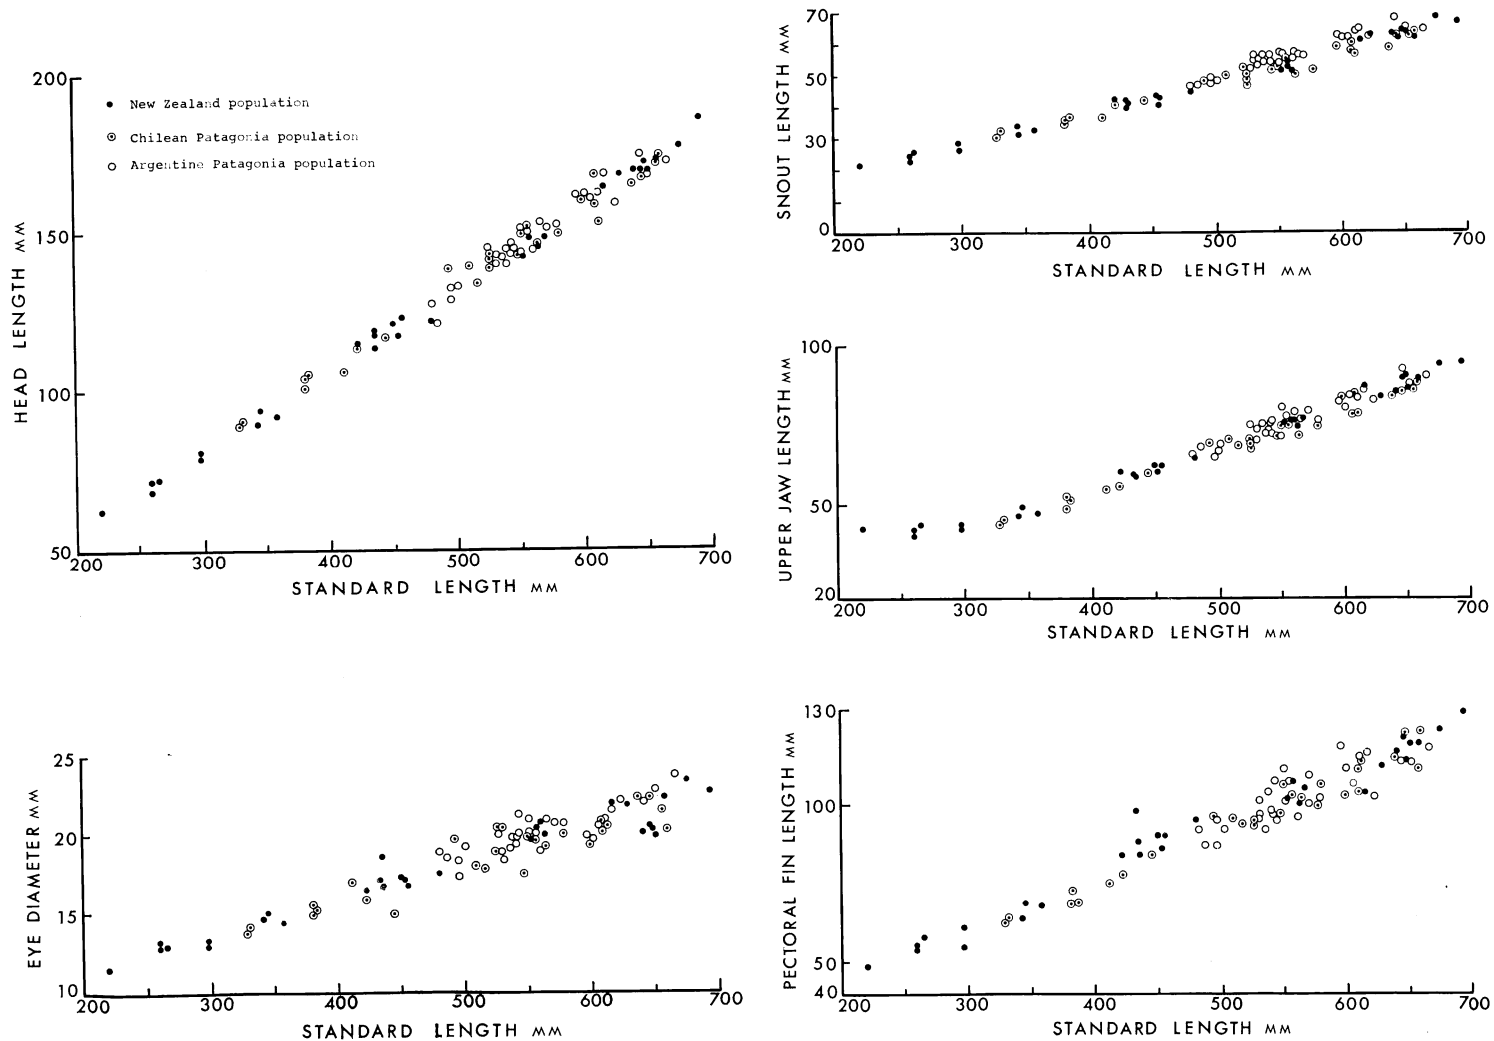 200
150
100
50
HEAD LENGTH MM
New Zealand population
Chilean Patagonia population
Argentine Patagonia population
200 300 400 500 600 700
STANDARD LENGTH MM
70
50
30
0
SNOUT LENGTH MM
200 300 400 500 600 700
STANDARD LENGTH MM
100
50
20
UPPER JAW LENGTH MM
200 300 400 500 600 700
STANDARD LENGTH MM
25
20
15
10
EYE DIAMETER MM
200 300 400 500 600 700
STANDARD LENGTH MM
130
100
50
40
PECTORAL FIN LENGTH MM
200 300 400 500 600 700
STANDARD LENGTH MM